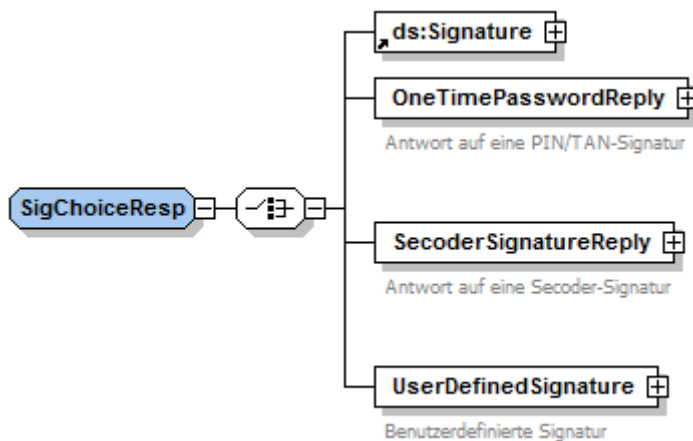 ds:Signature
OneTimePasswordReply
Antwort auf eine PIN/TAN-Signatur
SigChoiceResp
SecoderSignatureReply
Antwort auf eine Secoder-Signatur
UserDefinedSignature
Benutzerdefinierte Signatur